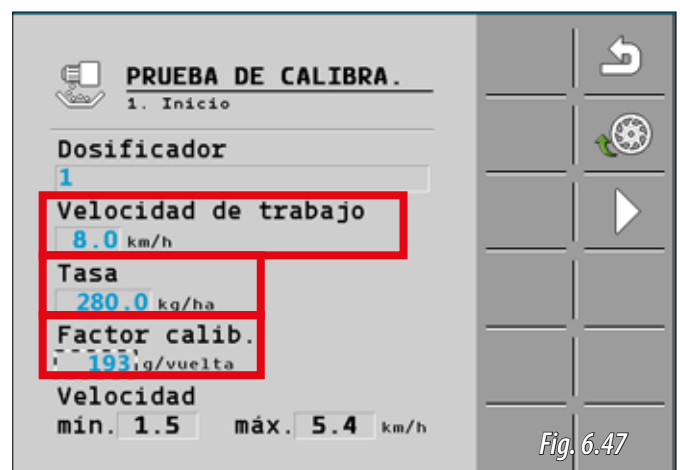 PRUEBA DE CALIBRA.
1. Inicio
Dosificador
1
Velocidad de trabajo
8.0 km/h
Tasa
280.0 kg/ha
Factor calib.
193 g/vuelta
Velocidad
mín. 1.5 máx. 5.4 km/h
Fig. 6.47